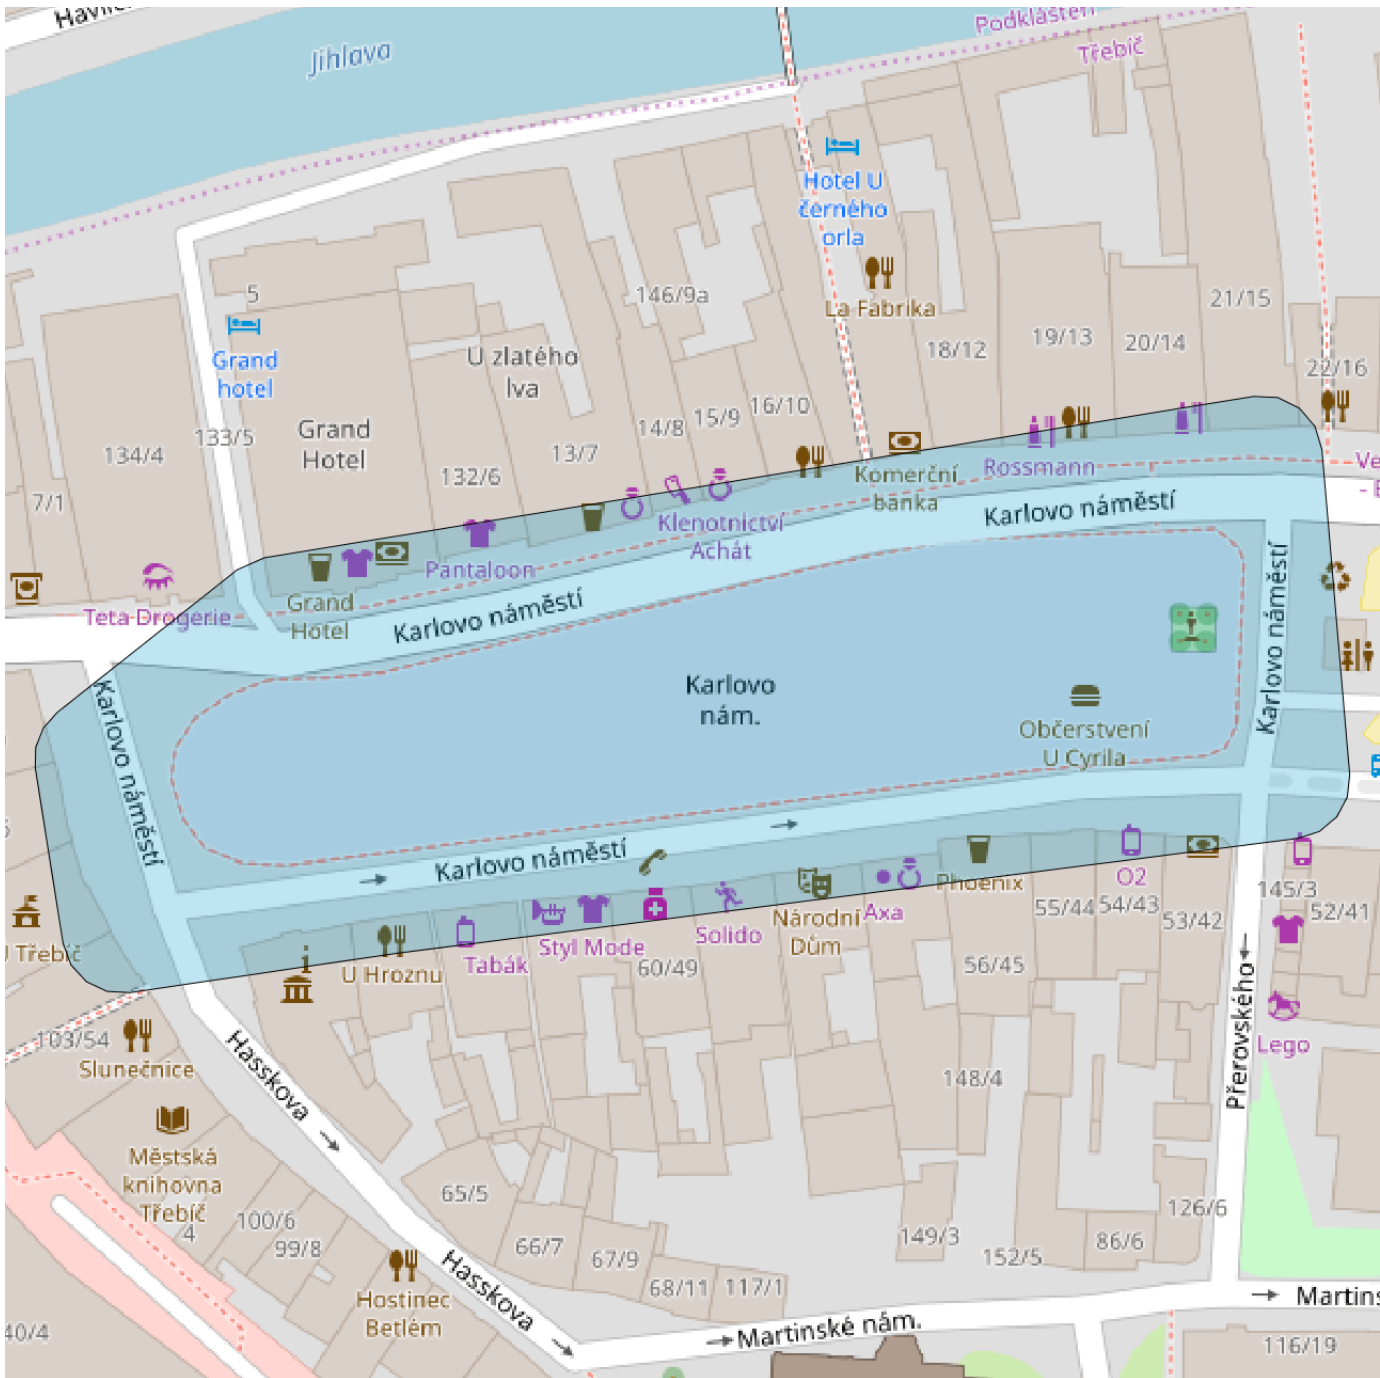 Jihlava
Podklášteří
Třebíč
Hotel U
černého
orla
La Fabrika
5
Grand
hotel
146/9a
21/15
U zlatého
lva
18/12
19/13
20/14
22/16
134/4
133/5
Grand
Hotel
14/8
15/9
16/10
13/7
132/6
7/1
Komerční
banka
Rossmann
Klenotnictví
Achát
Karlovo náměstí
Pantaloon
Teta Drogerie
Grand
Hotel
Karlovo náměstí
Karlovo náměstí
Karlovo náměstí
Karlovo
nám.
Občerstvení
U Cyrila
Karlovo náměstí
Phoenix
O2
Axa
Národní
Dům
Solido
Styl Mode
Tabák
U Hroznu
60/49
56/45
55/44
54/43
53/42
145/3
52/41
Třebíč
103/54
Slunečnice
Hasskova
Přerovského
Lego
148/4
Městská
knihovna
Třebíč
4
100/6
99/8
65/5
66/7
67/9
68/11
117/1
149/3
152/5
86/6
126/6
Hostinec
Betlém
Hasskova
Martinské nám.
40/4
116/19